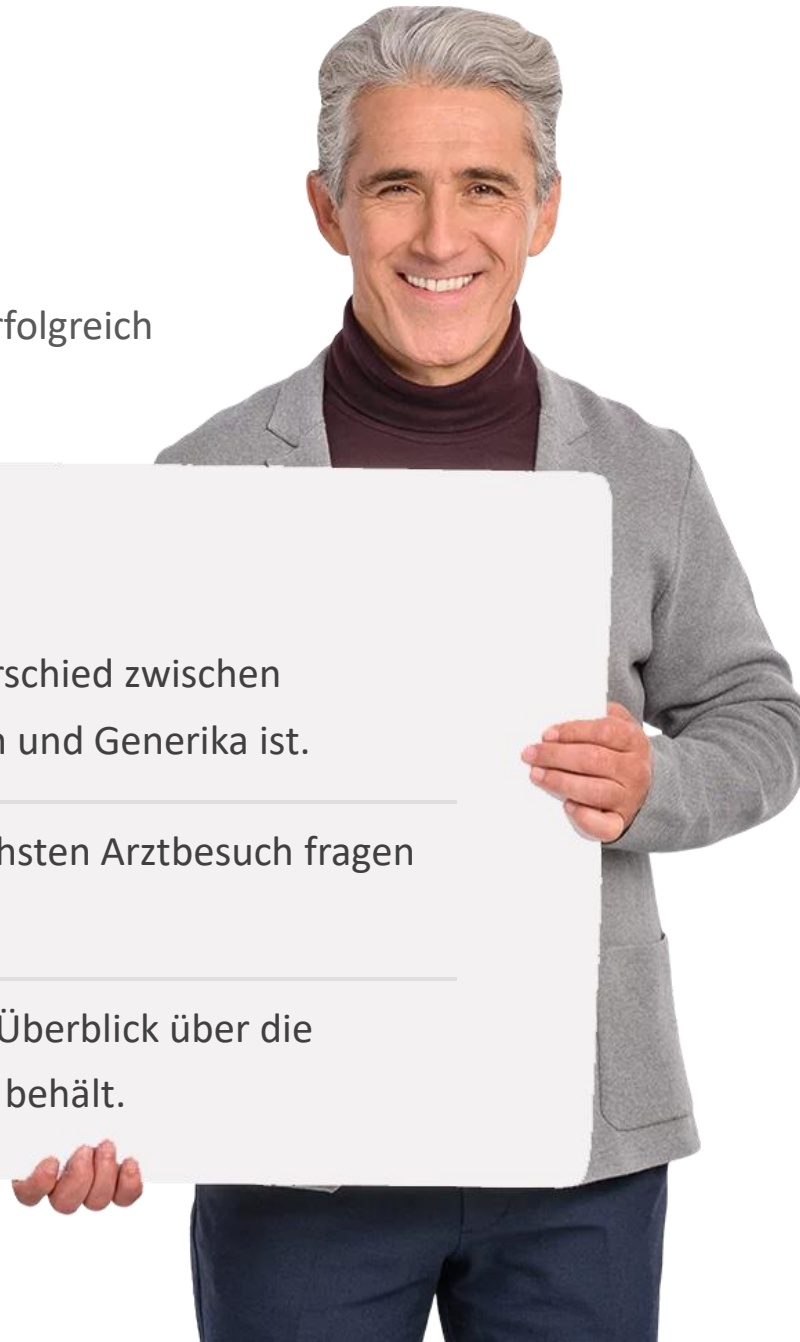 rfolgreich
rschied zwischen
n und Generika ist.
hsten Arztbesuch fragen
Überblick über die
behält.